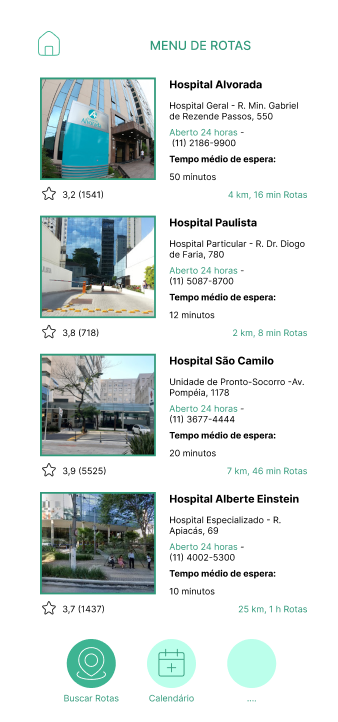 MENU DE ROTAS
Hospital Alvorada
Hospital Geral - R. Min. Gabriel
de Rezende Passos, 550
Aberto 24 horas -
(11) 2186-9900
Tempo médio de espera:
50 minutos
3,2 (1541)
4 km, 16 min Rotas
Hospital Paulista
Hospital Particular - R. Dr. Diogo
de Faria, 780
Aberto 24 horas -
(11) 5087-8700
Tempo médio de espera:
12 minutos
3,8 (718)
2 km, 8 min Rotas
Hospital São Camilo
Unidade de Pronto-Socorro -Av.
Pompéia, 1178
Aberto 24 horas -
(11) 3677-4444
Tempo médio de espera:
20 minutos
3,9 (5525)
7 km, 46 min Rotas
Hospital Alberte Einstein
Hospital Especializado - R.
Apiacás, 69
Aberto 24 horas -
(11) 4002-5300
Tempo médio de espera:
10 minutos
3,7 (1437)
25 km, 1 h Rotas
Buscar Rotas
Calendário
....